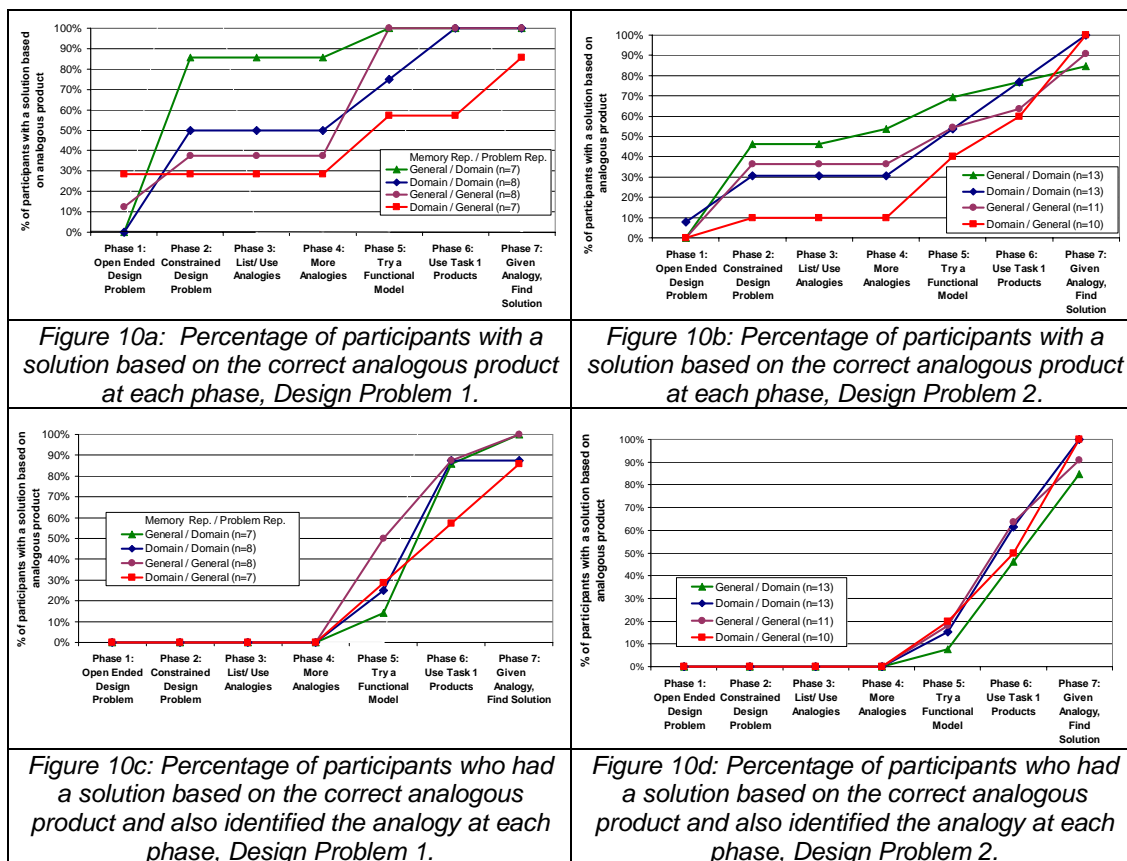 100%
90%
80%
70%
60%
50%
40%
30%
20%
10%
0%
% of participants with a solution based
on analogous product
Memory Rep. / Problem Rep.
General / Domain (n=7)
Domain / Domain (n=8)
General / General (n=8)
Domain / General (n=7)
Phase 1: Phase 2: Phase 3: Phase 4: Phase 5: Phase 6: Phase 7:
Open Ended Constrained List/ Use More Try a Use Task 1 Given
Design Design Analogies Analogies Functional Products Analogy,
Problem Problem Model Find
Solution
Figure 10a: Percentage of participants with a
solution based on the correct analogous product
at each phase, Design Problem 1.
100%
90%
80%
70%
60%
50%
40%
30%
20%
10%
0%
% of participants with a solution based on
analogous product
General / Domain (n=13)
Domain / Domain (n=13)
General / General (n=11)
Domain / General (n=10)
Phase 1: Phase 2: Phase 3: Phase 4: Phase 5: Phase 6: Phase 7:
Open Ended Constrained List/ Use More Try a Use Task 1 Given
Design Design Analogies Analogies Functional Products Analogy,
Problem Problem Model Find
Solution
Figure 10b: Percentage of participants with a
solution based on the correct analogous product
at each phase, Design Problem 2.
100%
90%
80%
70%
60%
50%
40%
30%
20%
10%
0%
% of participants with a solution based on
analogous product
Memory Rep. / Problem Rep.
General / Domain (n=7)
Domain / Domain (n=8)
General / General (n=8)
Domain / General (n=7)
Phase 1: Phase 2: Phase 3: Phase 4: Phase 5: Phase 6: Phase 7:
Open Ended Constrained List/ Use More Try a Use Task 1 Given
Design Design Analogies Analogies Functional Products Analogy,
Problem Problem Model Find Solution
Figure 10c: Percentage of participants who had
a solution based on the correct analogous
product and also identified the analogy at each
phase, Design Problem 1.
100%
90%
80%
70%
60%
50%
40%
30%
20%
10%
0%
% of participants with a solution based on
analogous product
General / Domain (n=13)
Domain / Domain (n=13)
General / General (n=11)
Domain / General (n=10)
Phase 1: Phase 2: Phase 3: Phase 4: Phase 5: Phase 6: Phase 7:
Open Ended Constrained List/ Use More Try a Use Task 1 Given
Design Design Analogies Analogies Functional Products Analogy,
Problem Problem Model Find
Solution
Figure 10d: Percentage of participants who had
a solution based on the correct analogous
product and also identified the analogy at each
phase, Design Problem 2.